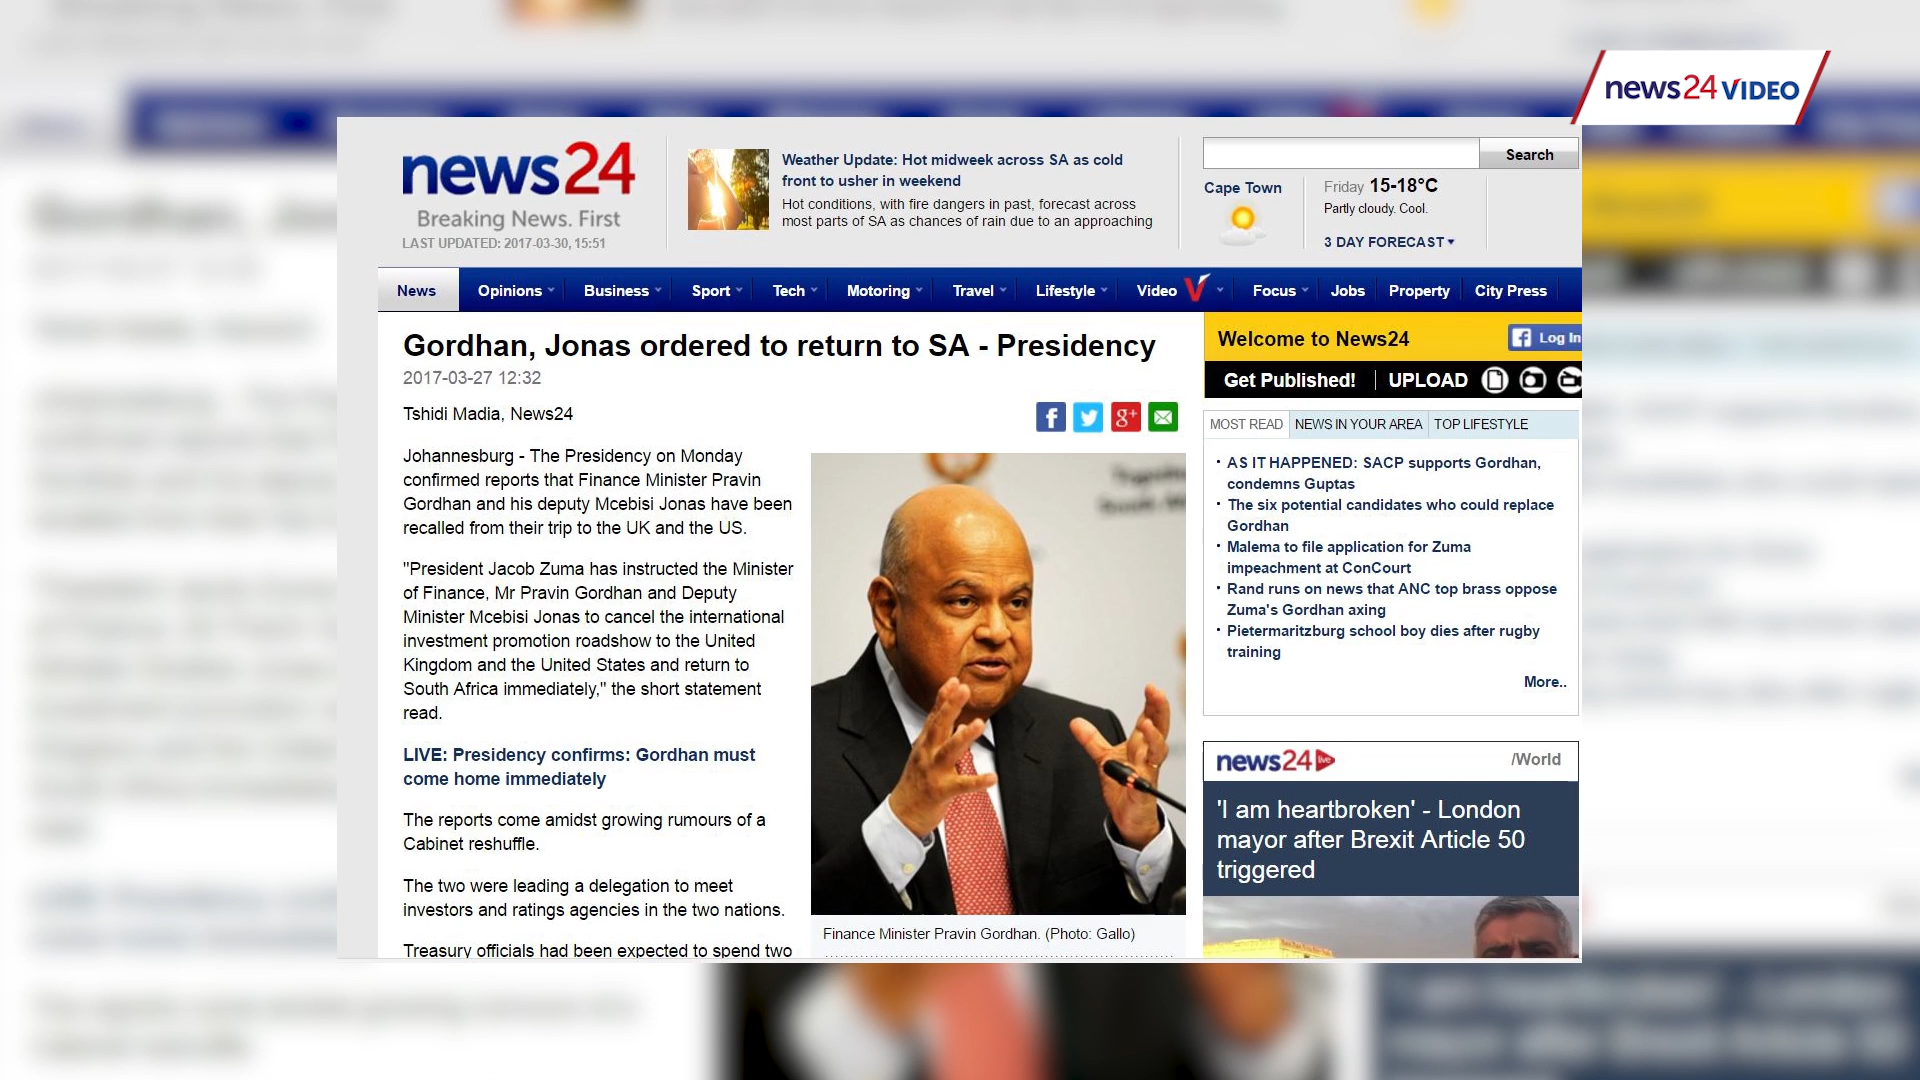 news24 VIDEO
news24
Breaking News. First
LAST UPDATED: 2017-03-30, 15:51
Weather Update: Hot midweek across SA as cold
front to usher in weekend
Hot conditions, with fire dangers in past, forecast across
most parts of SA as chances of rain due to an approaching
Search
Cape Town
Friday 15-18°C
Partly cloudy. Cool.
3 DAY FORECAST
News Opinions Business Sport Tech Motoring Travel Lifestyle Video Focus Jobs Property City Press
Gordhan, Jonas ordered to return to SA - Presidency
2017-03-27 12:32
Tshidi Madia, News24
Johannesburg - The Presidency on Monday
confirmed reports that Finance Minister Pravin
Gordhan and his deputy Mcebisi Jonas have been
recalled from their trip to the UK and the US.
"President Jacob Zuma has instructed the Minister
of Finance, Mr Pravin Gordhan and Deputy
Minister Mcebisi Jonas to cancel the international
investment promotion roadshow to the United
Kingdom and the United States and return to
South Africa immediately," the short statement
read.
LIVE: Presidency confirms: Gordhan must
come home immediately
The reports come amidst growing rumours of a
Cabinet reshuffle.
The two were leading a delegation to meet
investors and ratings agencies in the two nations.
Treasury officials had been expected to spend two
Finance Minister Pravin Gordhan. (Photo: Gallo)
Welcome to News24
f Log In
Get Published! UPLOAD
MOST READ NEWS IN YOUR AREA TOP LIFESTYLE
AS IT HAPPENED: SACP supports Gordhan,
condemns Guptas
The six potential candidates who could replace
Gordhan
Malema to file application for Zuma
impeachment at ConCourt
Rand runs on news that ANC top brass oppose
Zuma's Gordhan axing
Pietermaritzburg school boy dies after rugby
training
More..
news24 live
/World
'I am heartbroken' - London
mayor after Brexit Article 50
triggered